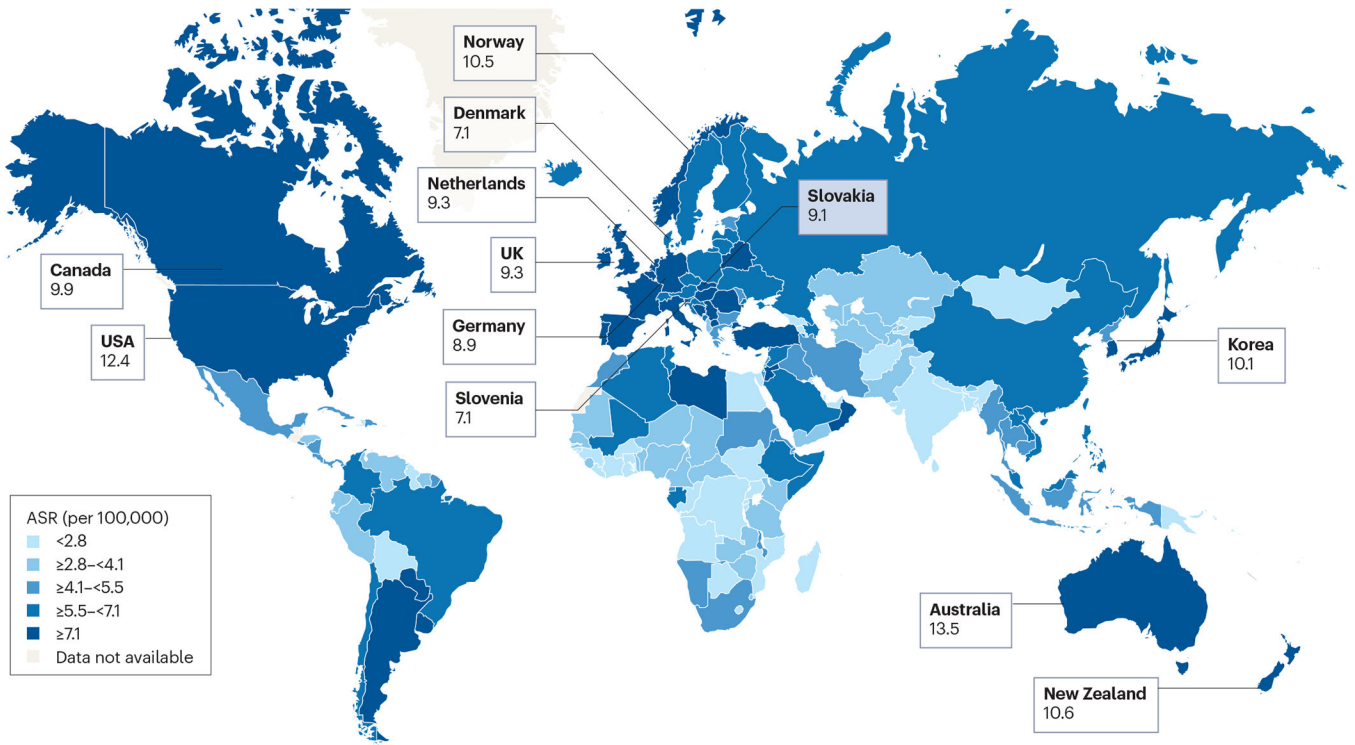 Norway
10.5
Denmark
7.1
Netherlands
9.3
Slovakia
9.1
UK
9.3
Canada
9.9
Germany
8.9
USA
12.4
Korea
10.1
Slovenia
7.1
ASR (per 100,000)
<2.8
≥2.8–<4.1
≥4.1–<5.5
≥5.5–<7.1
≥7.1
Data not available
Australia
13.5
New Zealand
10.6